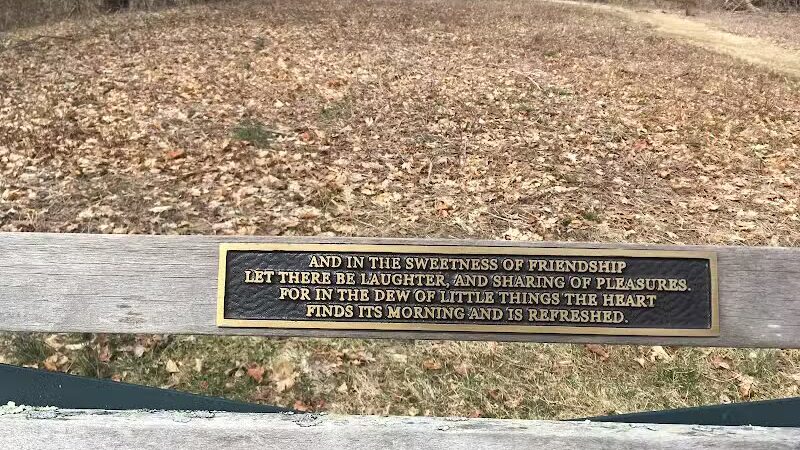 AND IN THE SWEETNESS OF FRIENDSHIP
LET THERE BE LAUGHTER, AND SHARING OF PLEASURES.
FOR IN THE DEW OF LITTLE THINGS THE HEART
FINDS ITS MORNING AND IS REFRESHED.